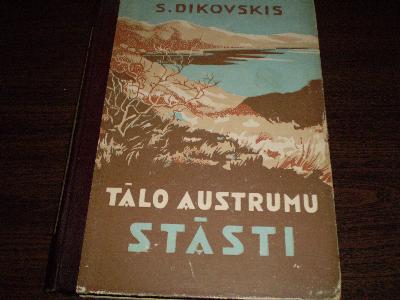 S. DIKOVSKIS
TĀLO AUSTRUMU
STĀSTI